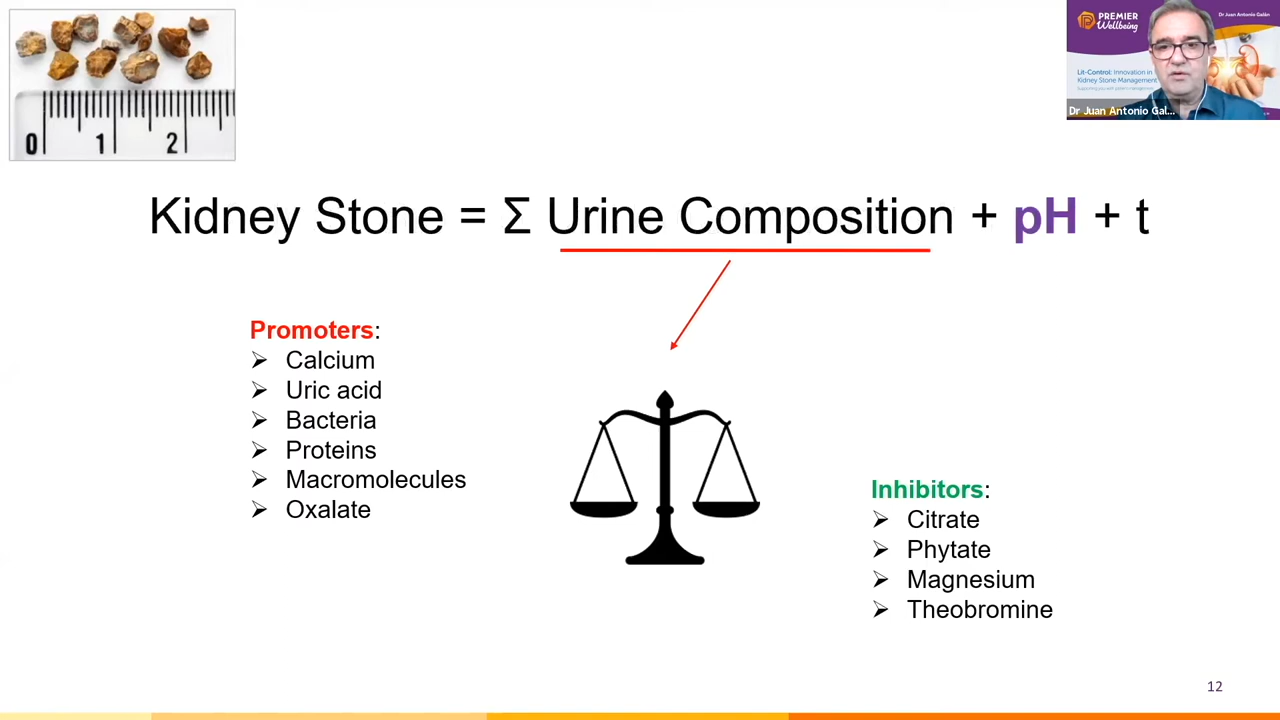 0 1 2
PREMIER
Wellbeing
Dr Juan Antonio Galán
Lit-Control: Innovation in
Kidney Stone Management
Dr Juan Antonio Gal...
Kidney Stone = Σ Urine Composition + pH + t
Promoters:
➢ Calcium
➢ Uric acid
➢ Bacteria
➢ Proteins
➢ Macromolecules
➢ Oxalate
Inhibitors:
➢ Citrate
➢ Phytate
➢ Magnesium
➢ Theobromine
12